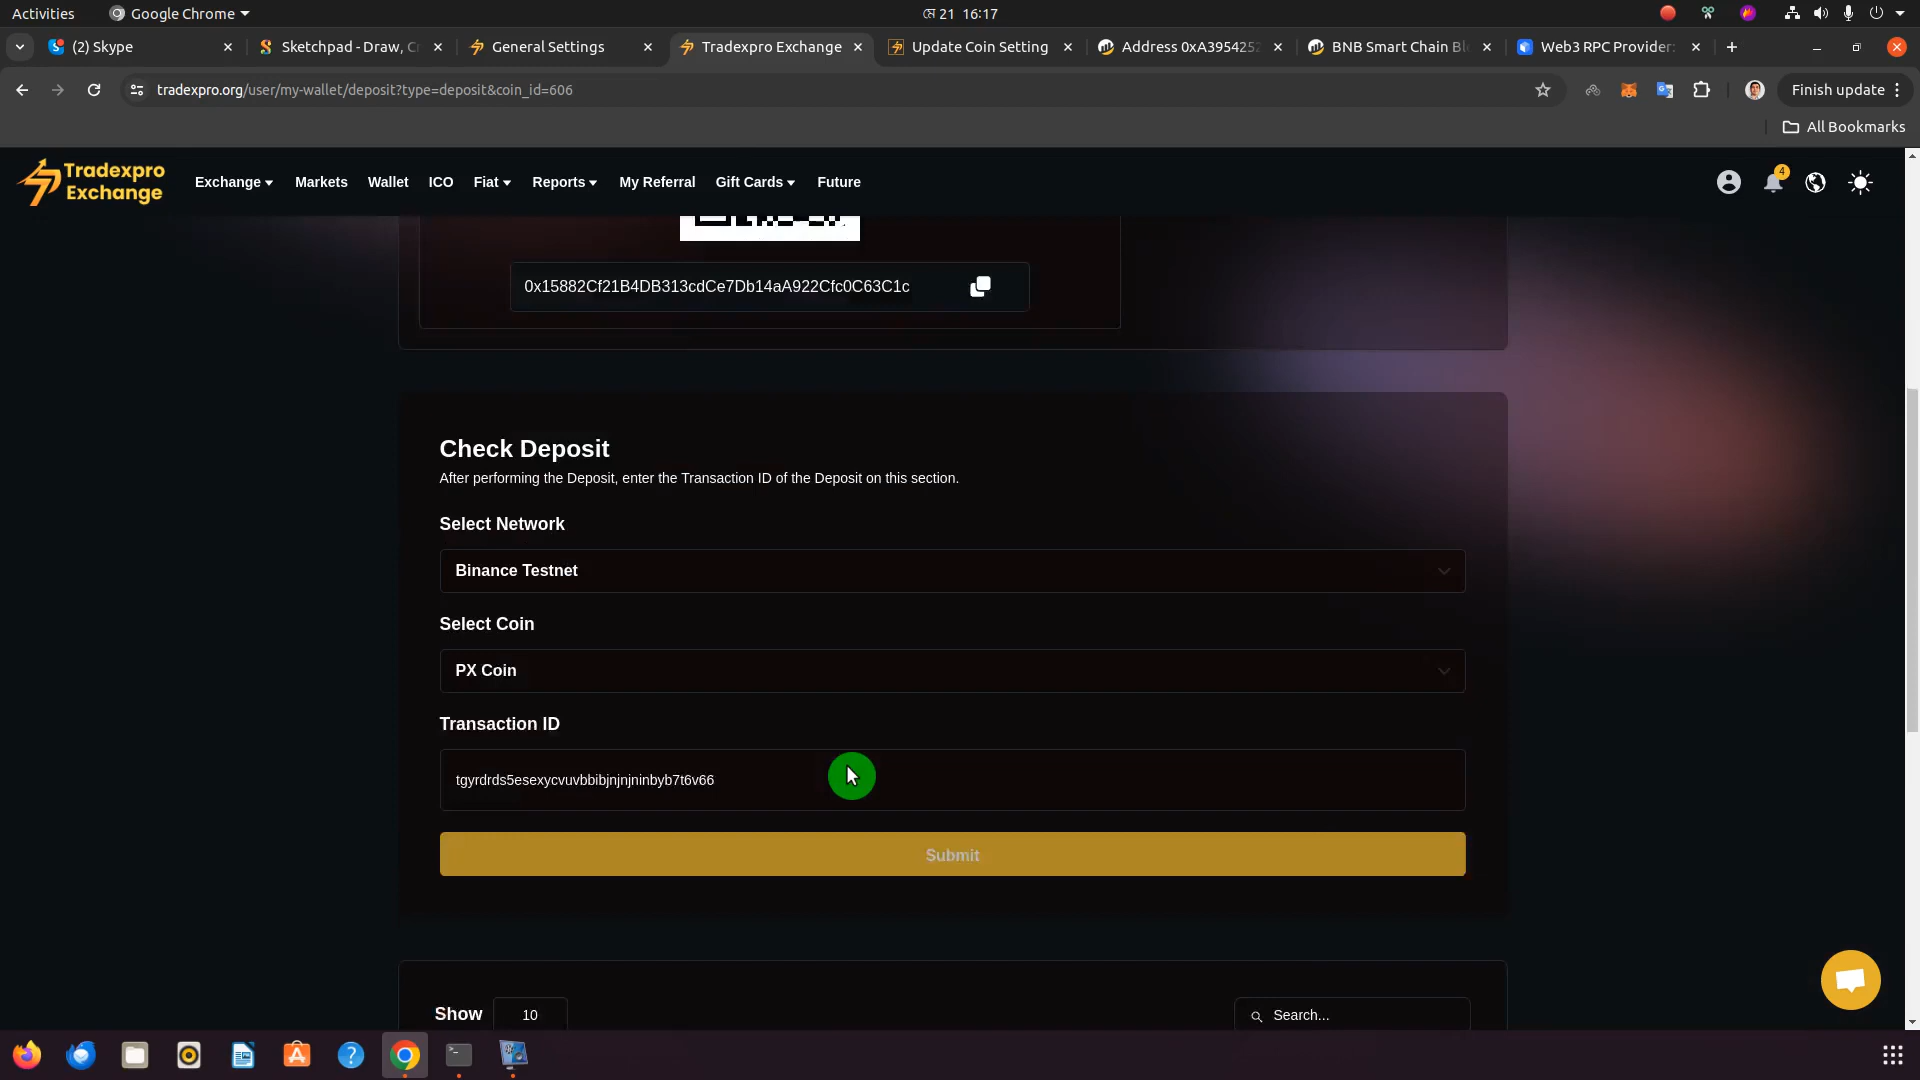 Activities
Google Chrome
মে 21 16:17
(2) Skype
Sketchpad - Draw, Cr
General Settings
Tradexpro Exchange
Update Coin Setting
Address 0xA395425
BNB Smart Chain Bl
Web3 RPC Provider:
tradexpro.org/user/my-wallet/deposit?type=deposit&coin_id=606
Finish update
All Bookmarks
Tradexpro
Exchange
Exchange
Markets
Wallet
ICO
Fiat
Reports
My Referral
Gift Cards
Future
4
0x15882Cf21B4DB313cdCe7Db14aA922Cfc0C63C1c
Check Deposit
After performing the Deposit, enter the Transaction ID of the Deposit on this section.
Select Network
Binance Testnet
Select Coin
PX Coin
Transaction ID
tgyrdrds5esexycvuvbbibjnjnjninbyb7t6v66
Submit
Show 10
Search...